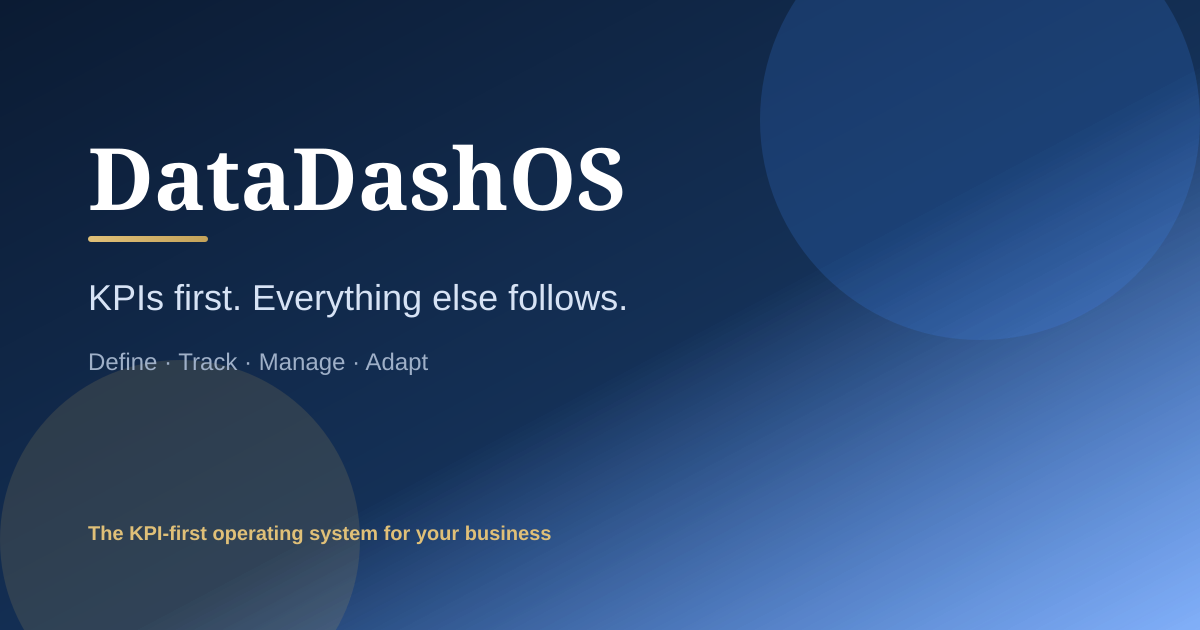 DataDashOS
KPIs first. Everything else follows.
Define · Track · Manage · Adapt
The KPI-first operating system for your business